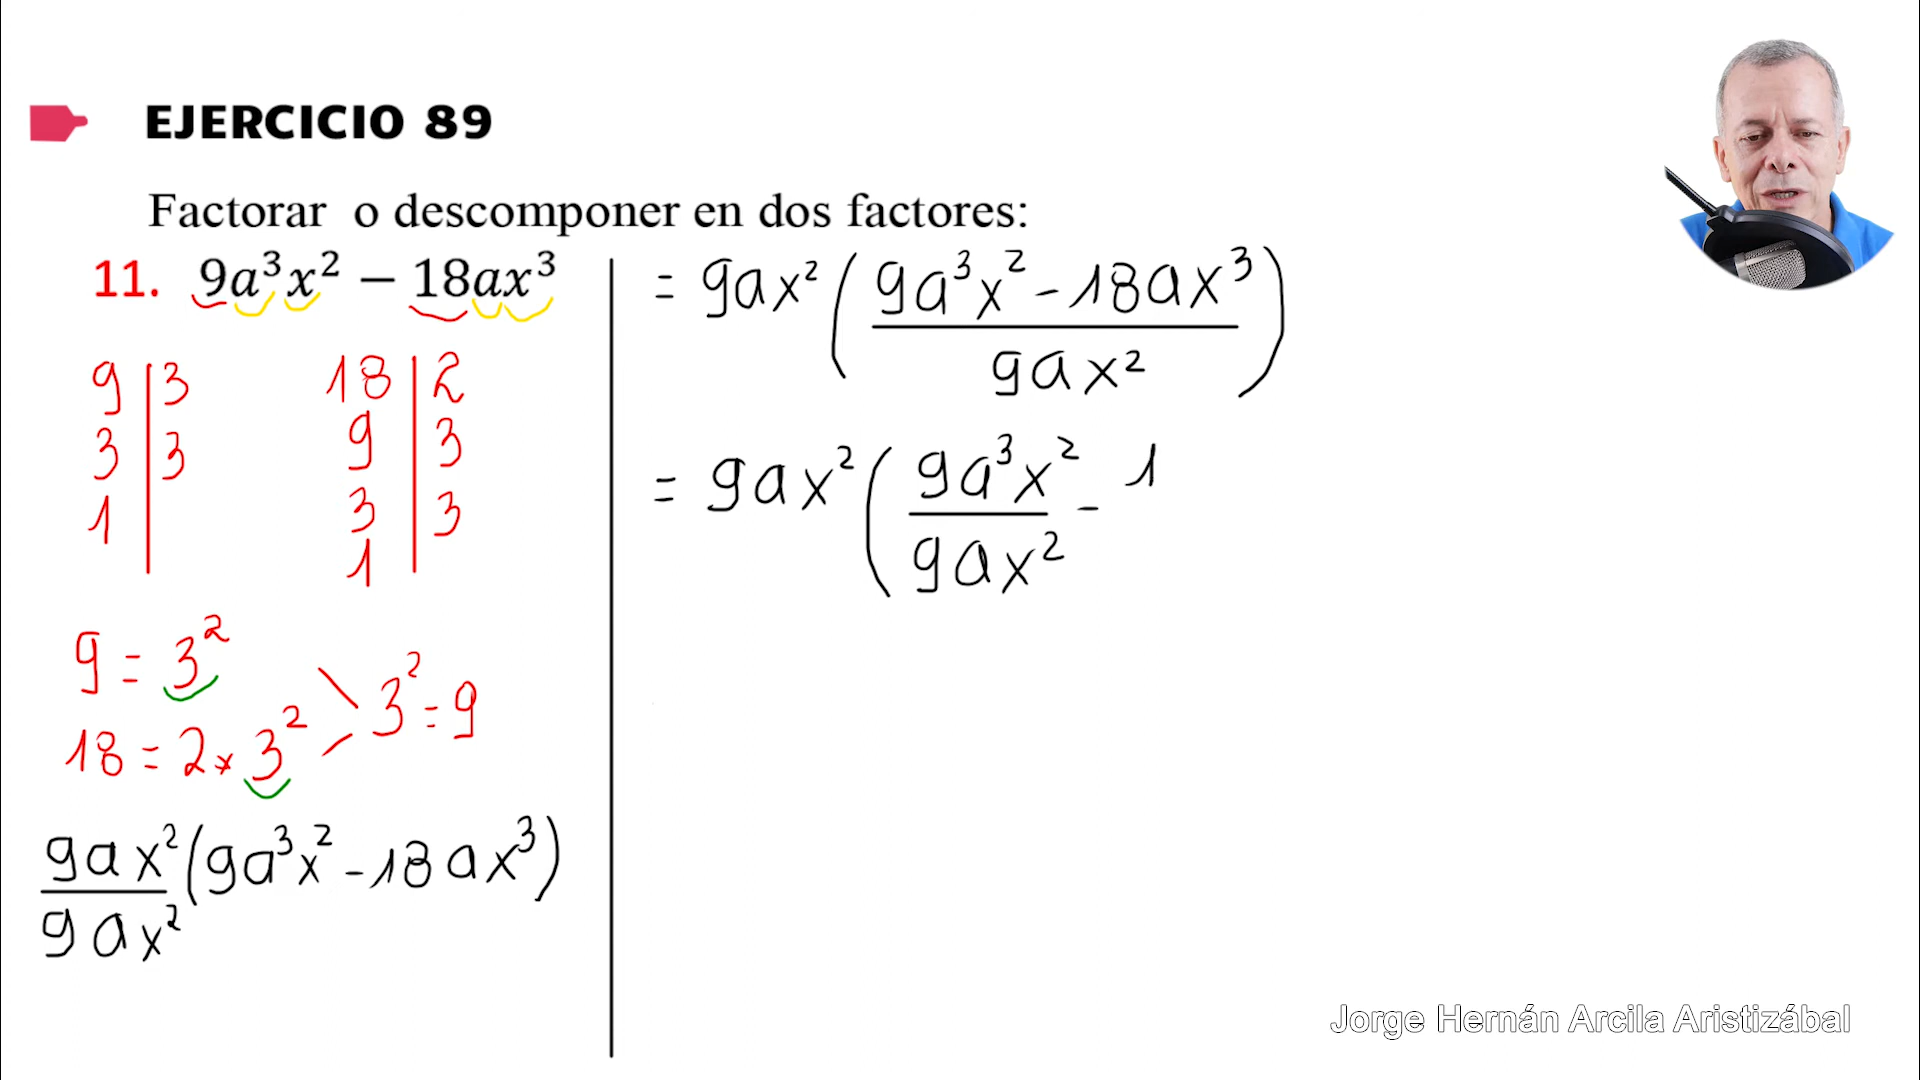 EJERCICIO 89
Factorar o descomponer en dos factores:
11. 9a³x² − 18ax³
9 | 3
3 | 3
1 |
18 | 2
9 | 3
3 | 3
1 |
9 = 3²
18 = 2 × 3²
3² = 9
9ax² (9a³x² - 18ax³)
9ax²
= 9ax² (9a³x² - 18ax³)
9ax²
= 9ax² (9a³x² - 1
9ax²
Jorge Hernán Arcila Aristizábal